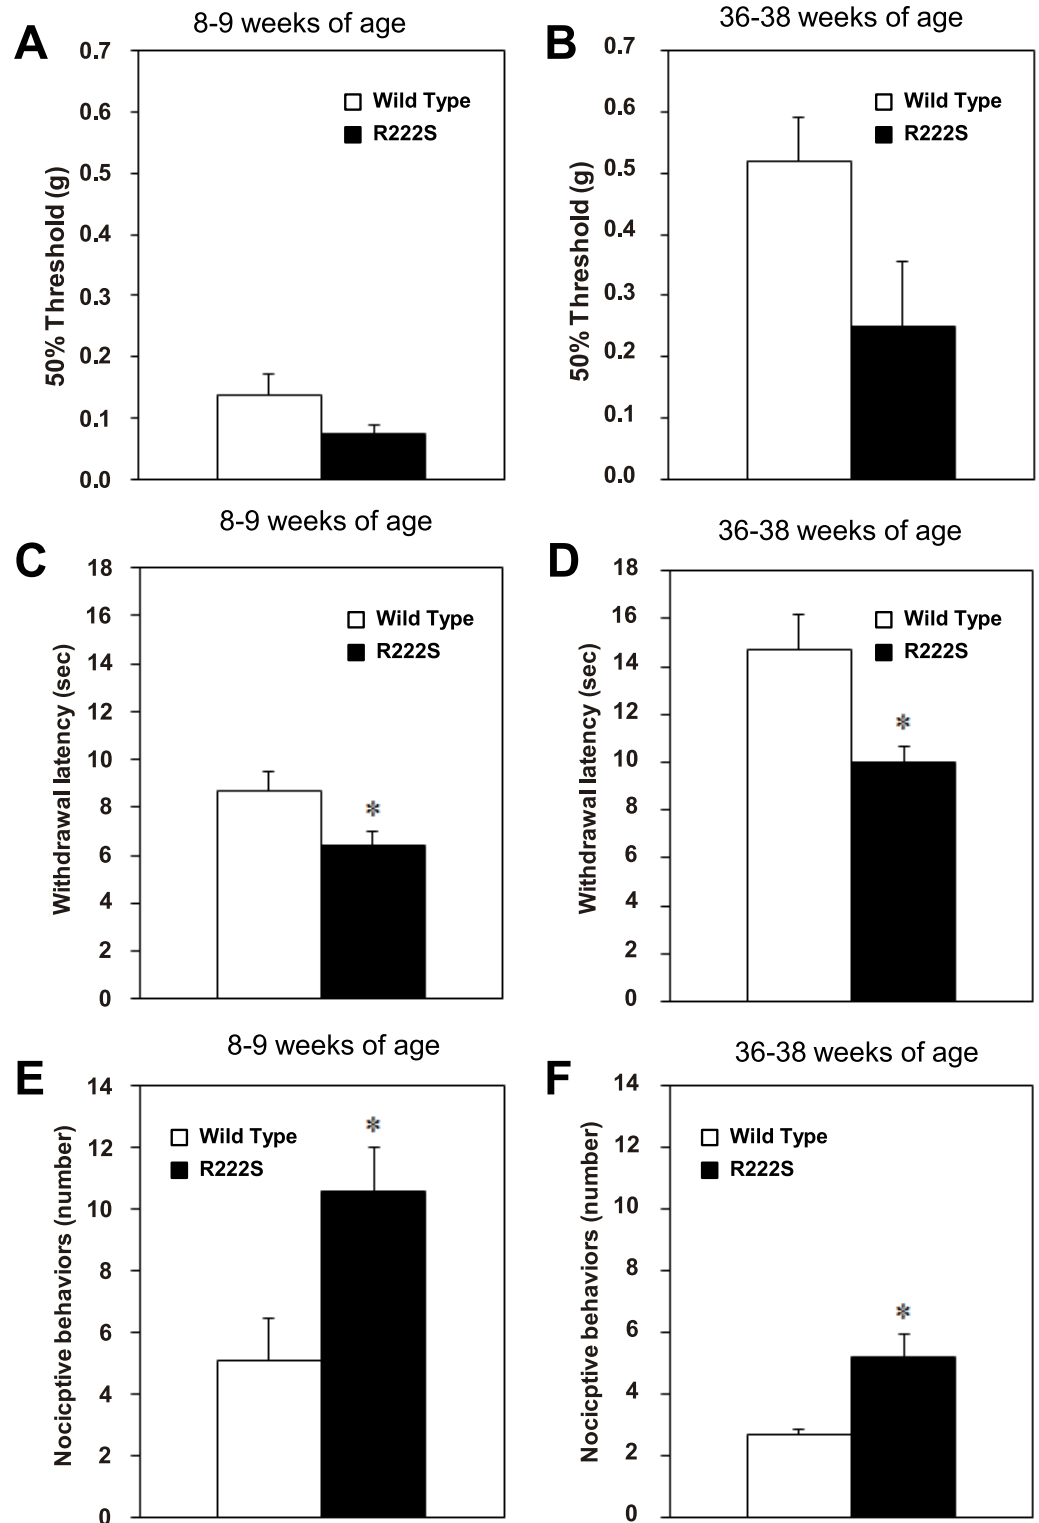 A
8-9 weeks of age
50% Threshold (g)
0.7
0.6
0.5
0.4
0.3
0.2
0.1
0.0
Wild Type
R222S
B
36-38 weeks of age
50% Threshold (g)
0.7
0.6
0.5
0.4
0.3
0.2
0.1
0.0
Wild Type
R222S
C
8-9 weeks of age
Withdrawal latency (sec)
18
16
14
12
10
8
6
4
2
0
Wild Type
R222S
*
D
36-38 weeks of age
Withdrawal latency (sec)
18
16
14
12
10
8
6
4
2
0
Wild Type
R222S
*
E
8-9 weeks of age
Nocicptive behaviors (number)
14
12
10
8
6
4
2
0
Wild Type
R222S
*
F
36-38 weeks of age
Nocicptive behaviors (number)
14
12
10
8
6
4
2
0
Wild Type
R222S
*